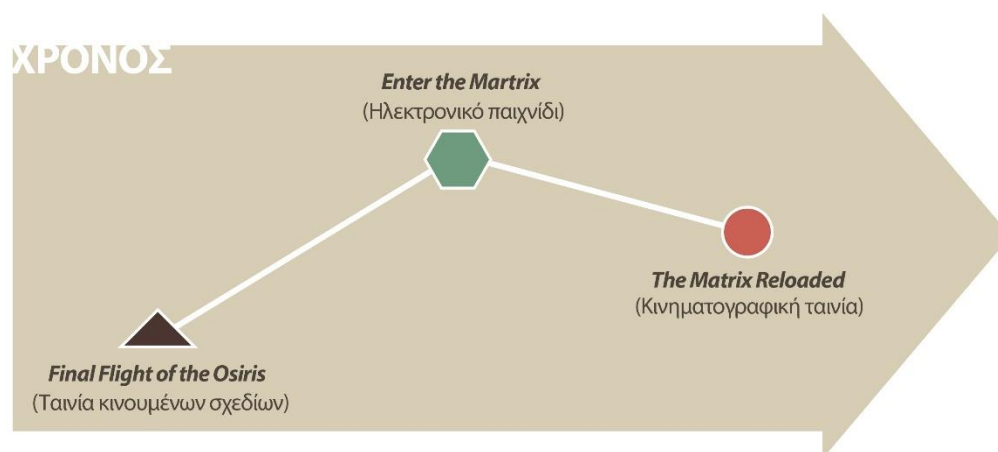 ΧΡΟΝΟΣ
Enter the Martrix
(Ηλεκτρονικό παιχνίδι)
The Matrix Reloaded
(Κινηματογραφική ταινία)
Final Flight of the Osiris
(Ταινία κινουμένων σχεδίων)